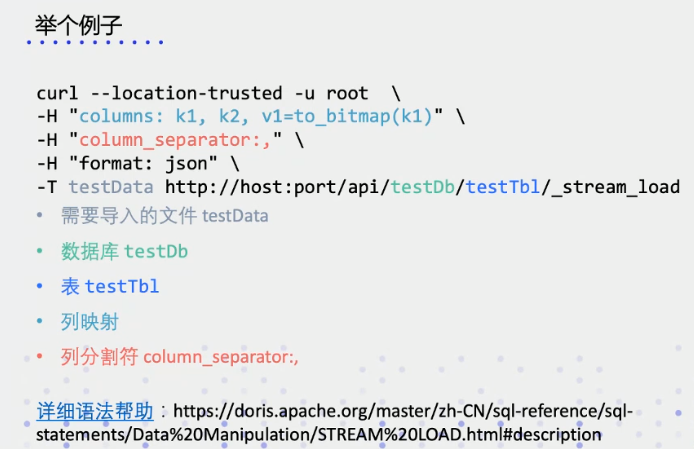 举个例子
curl --location-trusted -u root \
-H "columns: k1, k2, v1=to_bitmap(k1)" \
-H "column_separator:," \
-H "format: json" \
-T testData http://host:port/api/testDb/testTbl/_stream_load
• 需要导入的文件 testData
• 数据库 testDb
• 表 testTbl
• 列映射
• 列分割符 column_separator:,
详细语法帮助：https://doris.apache.org/master/zh-CN/sql-reference/sql-
statements/Data%20Manipulation/STREAM%20LOAD.html#description